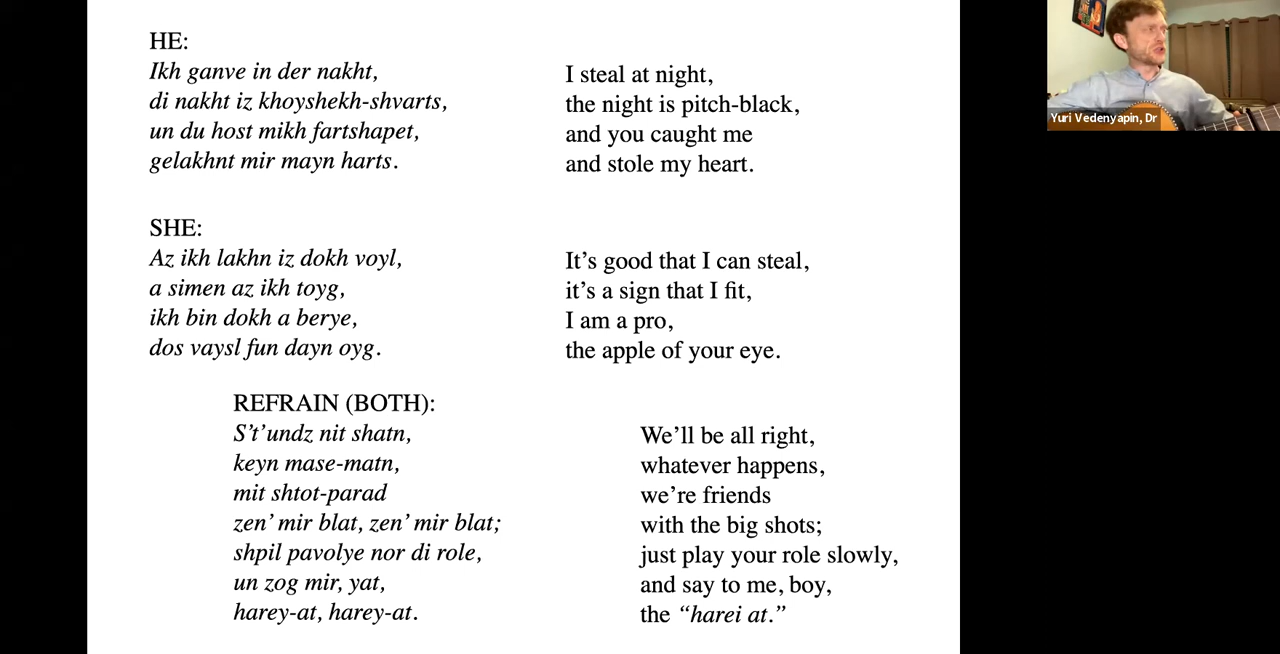 HE:
Ikh ganve in der nakht,
di nakht iz khoyshekh-shvarts,
un du host mikh fartshapet,
gelakhnt mir mayn harts.
I steal at night,
the night is pitch-black,
and you caught me
and stole my heart.
SHE:
Az ikh lakhn iz dokh voyl,
a simen az ikh toyg,
ikh bin dokh a berye,
dos vaysl fun dayn oyg.
It's good that I can steal,
it's a sign that I fit,
I am a pro,
the apple of your eye.
REFRAIN (BOTH):
S't'undz nit shatn,
keyn mase-matn,
mit shtot-parad
zen' mir blat, zen' mir blat;
shpil pavolye nor di role,
un zog mir, yat,
harey-at, harey-at.
We'll be all right,
whatever happens,
we're friends
with the big shots;
just play your role slowly,
and say to me, boy,
the "harei at."
Yuri Vedenyapin, Dr